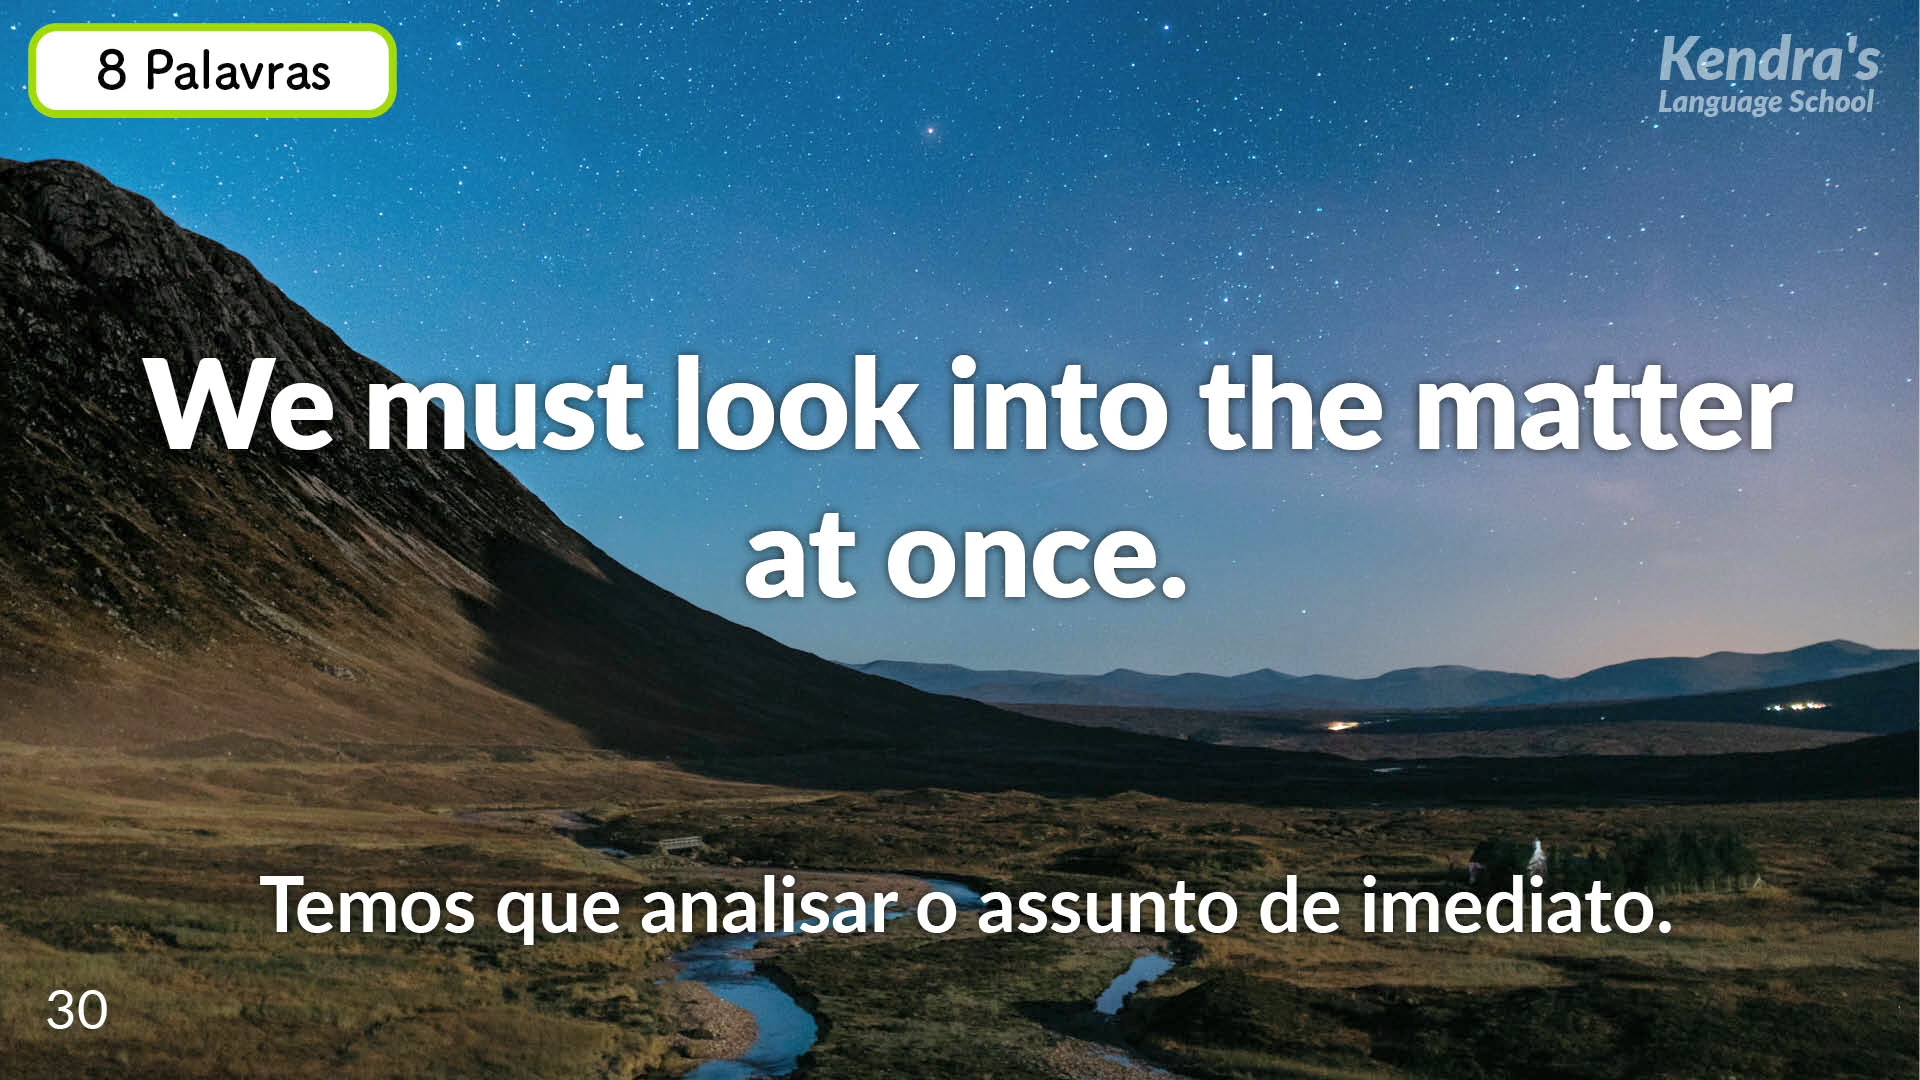 8 Palavras
Kendra's
Language School
We must look into the matter
at once.
Temos que analisar o assunto de imediato.
30